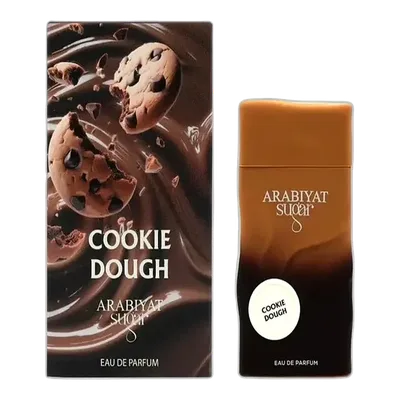 COOKIE
DOUGH
ARABIYAT
sugar
EAU DE PARFUM
ARABIYAT
sugar
COOKIE
DOUGH
EAU DE PARFUM